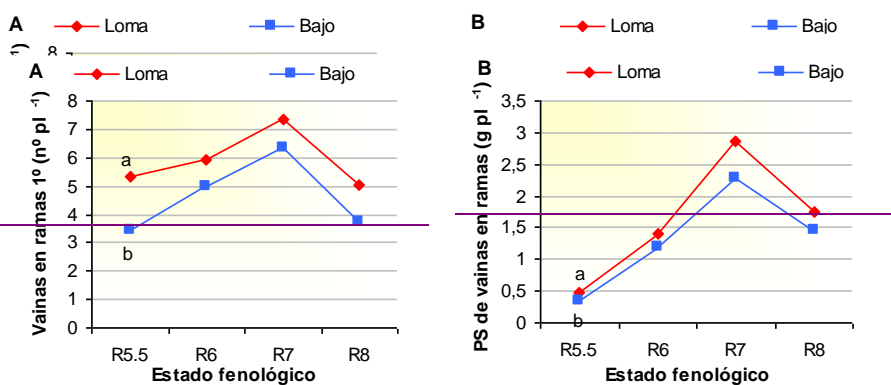 A Loma Bajo
8
¹)
A Loma Bajo
Vainas en ramas 1º (nº pl ⁻¹)
8
7
6
5
4
3
2
1
0
a
b
R5.5 R6 R7 R8
Estado fenológico
B Loma Bajo
B Loma Bajo
PS de vainas en ramas (g pl ⁻¹)
3,5
3
2,5
2
1,5
1
0,5
0
a
b
R5.5 R6 R7 R8
Estado fenológico